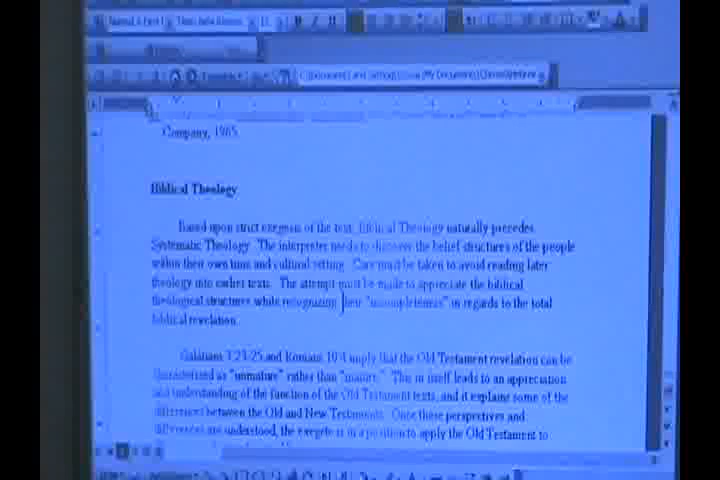 Company, 1985.
Biblical Theology
Based upon strict exegesis of the text, Biblical Theology naturally precedes
Systematic Theology. The interpreter needs to discover the belief structures of the people
within their own time and cultural setting. Care must be taken to avoid reading later
theology into earlier texts. The attempt must be made to appreciate the biblical
theological structures while recognizing their "incompleteness" in regards to the total
biblical revelation.
Galatians 3:23-25 and Romans 10:4 imply that the Old Testament revelation can be
characterized as "immature" rather than "mature." This in itself leads to an appreciation
and understanding of the function of the Old Testament texts, and it explains some of the
differences between the Old and New Testaments. Once these perspectives and
differences are understood, the exegete is in a position to apply the Old Testament to